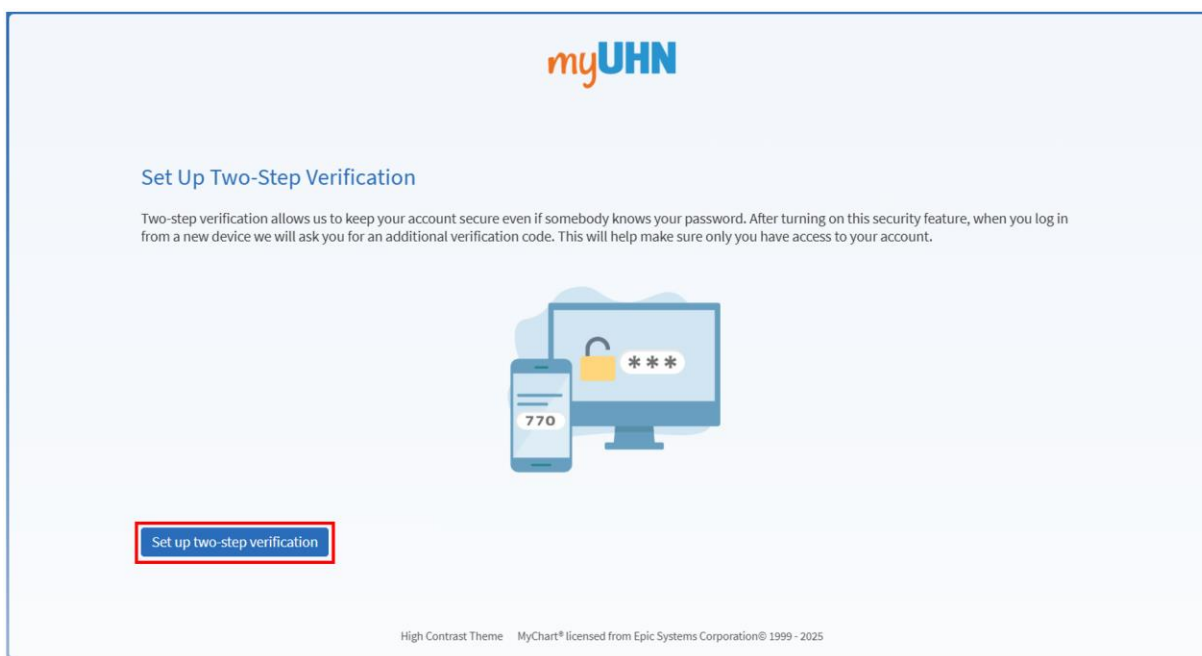 myUHN
Set Up Two-Step Verification
Two-step verification allows us to keep your account secure even if somebody knows your password. After turning on this security feature, when you log in
from a new device we will ask you for an additional verification code. This will help make sure only you have access to your account.
***
770
Set up two-step verification
High Contrast Theme MyChart® licensed from Epic Systems Corporation© 1999 - 2025